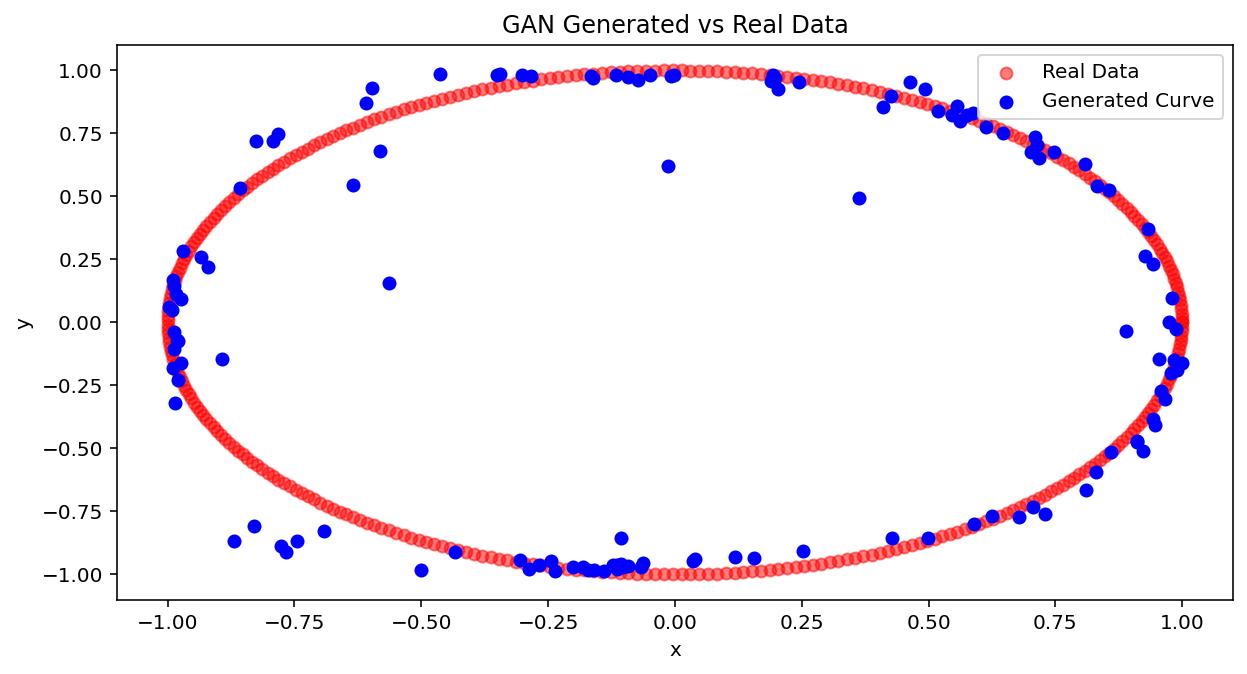 GAN Generated vs Real Data
Real Data
Generated Curve
1.00
0.75
0.50
0.25
0.00
−0.25
−0.50
−0.75
−1.00
y
−1.00 −0.75 −0.50 −0.25 0.00 0.25 0.50 0.75 1.00
x